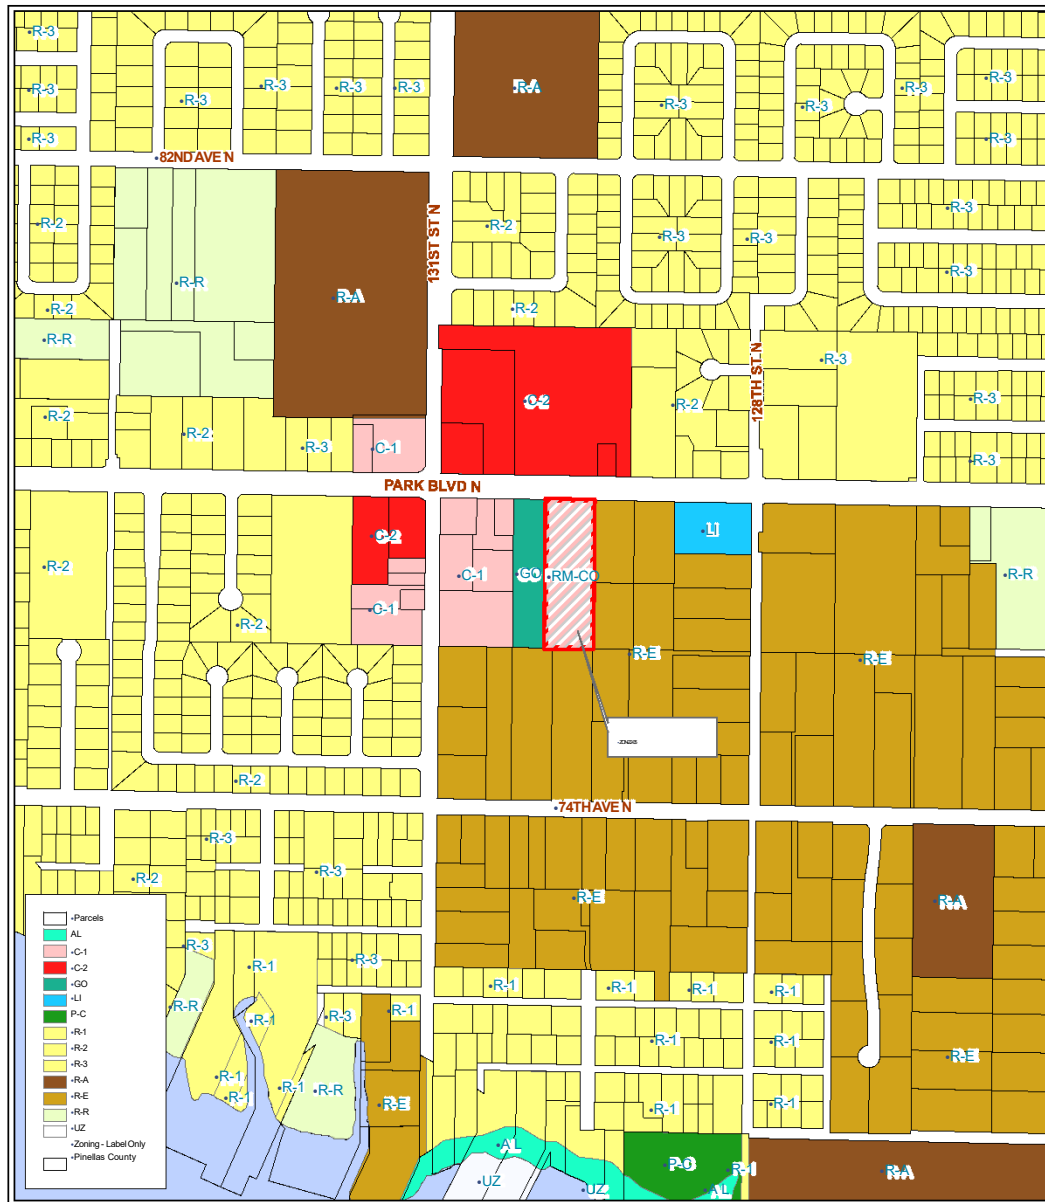 R-3
R-3
R-3
R-3
R-3
R-3
R-3
R-A
R-3
R-3
R-3
R-3
R-3
82ND AVE N
R-2
R-R
R-A
131ST ST N
R-2
R-3
R-3
R-3
R-3
R-2
R-R
R-2
R-2
R-3
C-1
R-2
C-2
R-2
128TH ST N
R-3
R-3
R-3
PARK BLVD N
R-2
C-2
C-1
GO
RM-CO
LI
R-R
C-1
R-2
R-E
R-E
R-2
74TH AVE N
R-3
R-2
R-3
R-E
R-A
•Parcels
AL
•C-1
•C-2
•GO
•LI
P-C
•R-1
•R-2
•R-3
•R-A
•R-E
•R-R
•UZ
•Zoning - Label Only
•Pinellas County
R-3
R-1
R-3
R-R
R-1
R-3
R-1
R-1
R-1
R-1
R-R
R-E
R-1
R-1
R-1
R-1
R-1
R-1
R-E
R-1
R-1
AL
UZ
UZ
P-C
R-1
AL
R-A